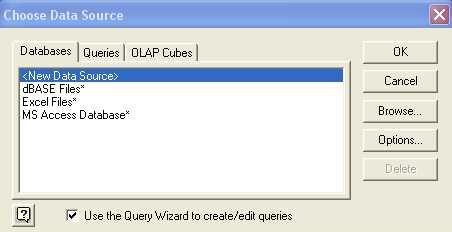 Choose Data Source
Databases Queries OLAP Cubes
<New Data Source>
dBASE Files*
Excel Files*
MS Access Database*
OK
Cancel
Browse...
Options...
Delete
? Use the Query Wizard to create/edit queries